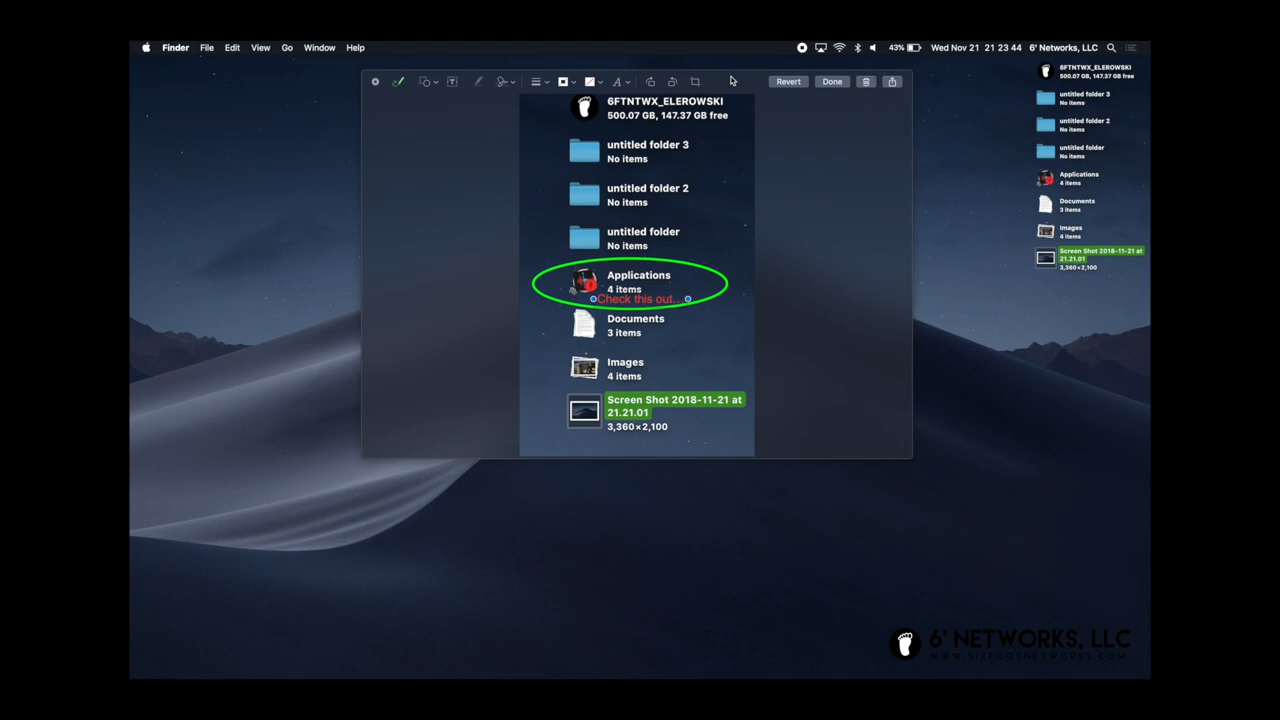 Finder File Edit View Go Window Help 43% Wed Nov 21 21 23 44 6' Networks, LLC
Revert Done
6FTNTWX_ELEROWSKI
500.07 GB, 147.37 GB free
untitled folder 3
No items
untitled folder 2
No items
untitled folder
No items
Applications
4 items
Check this out...
Documents
3 items
Images
4 items
Screen Shot 2018-11-21 at
21.21.01
3,360×2,100
6FTNTWX_ELEROWSKI
500.07 GB, 147.37 GB free
untitled folder 3
No items
untitled folder 2
No items
untitled folder
No items
Applications
4 items
Documents
3 items
Images
4 items
Screen Shot 2018-11-21 at
21.21.01
3,360×2,100
6' NETWORKS, LLC
WWW.SIXFOOTNETWORKS.COM